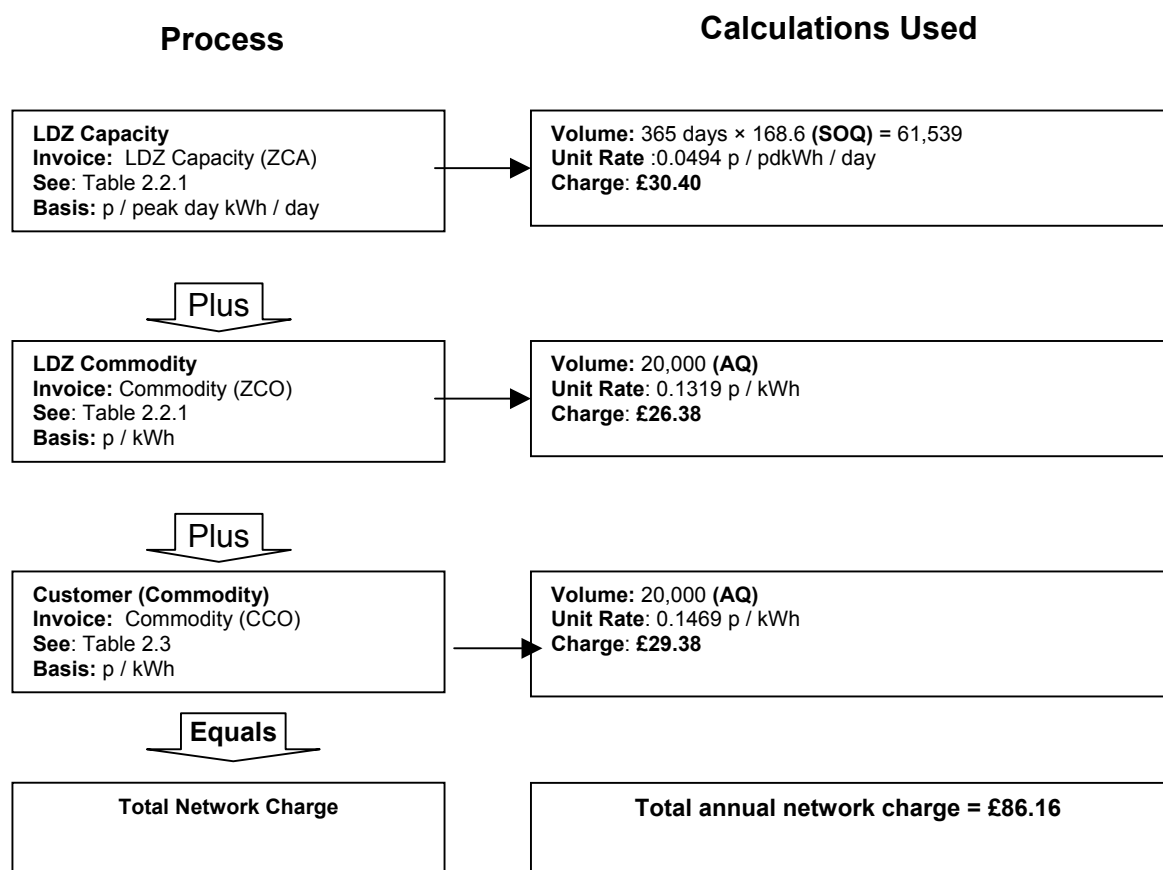 Process
Calculations Used
LDZ Capacity
Invoice: LDZ Capacity (ZCA)
See: Table 2.2.1
Basis: p / peak day kWh / day
Volume: 365 days × 168.6 (SOQ) = 61,539
Unit Rate :0.0494 p / pdkWh / day
Charge: £30.40
Plus
LDZ Commodity
Invoice: Commodity (ZCO)
See: Table 2.2.1
Basis: p / kWh
Volume: 20,000 (AQ)
Unit Rate: 0.1319 p / kWh
Charge: £26.38
Plus
Customer (Commodity)
Invoice: Commodity (CCO)
See: Table 2.3
Basis: p / kWh
Volume: 20,000 (AQ)
Unit Rate: 0.1469 p / kWh
Charge: £29.38
Equals
Total Network Charge
Total annual network charge = £86.16